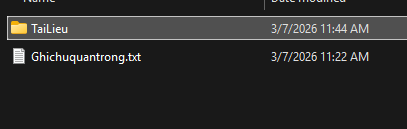 Name Date modified
TaiLieu 3/7/2026 11:44 AM
Ghichuquantrong.txt 3/7/2026 11:22 AM